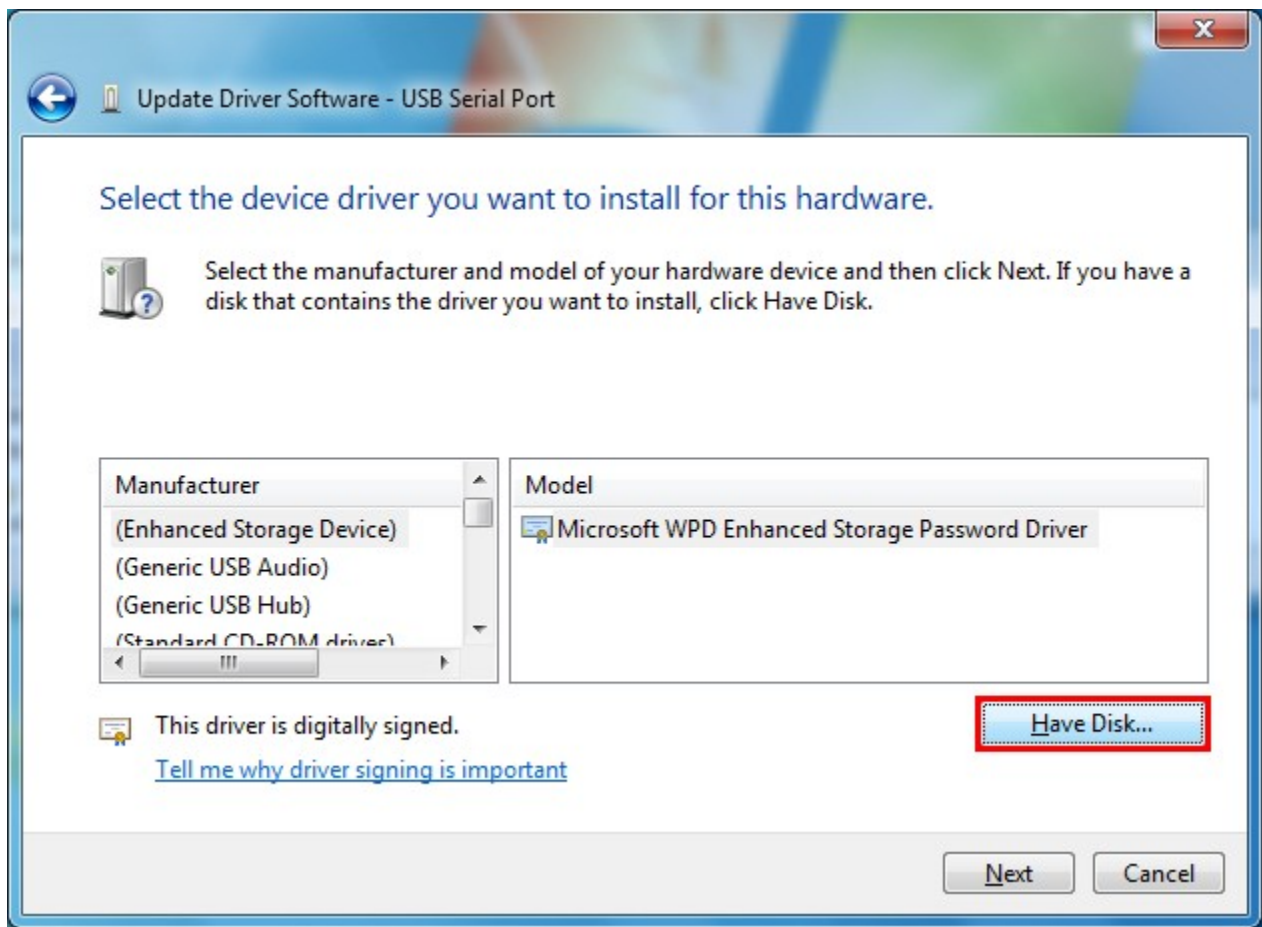 Update Driver Software - USB Serial Port
Select the device driver you want to install for this hardware.
Select the manufacturer and model of your hardware device and then click Next. If you have a
disk that contains the driver you want to install, click Have Disk.
Manufacturer
(Enhanced Storage Device)
(Generic USB Audio)
(Generic USB Hub)
(Standard CD-ROM drives)
Model
Microsoft WPD Enhanced Storage Password Driver
This driver is digitally signed.
Have Disk...
Tell me why driver signing is important
Next
Cancel